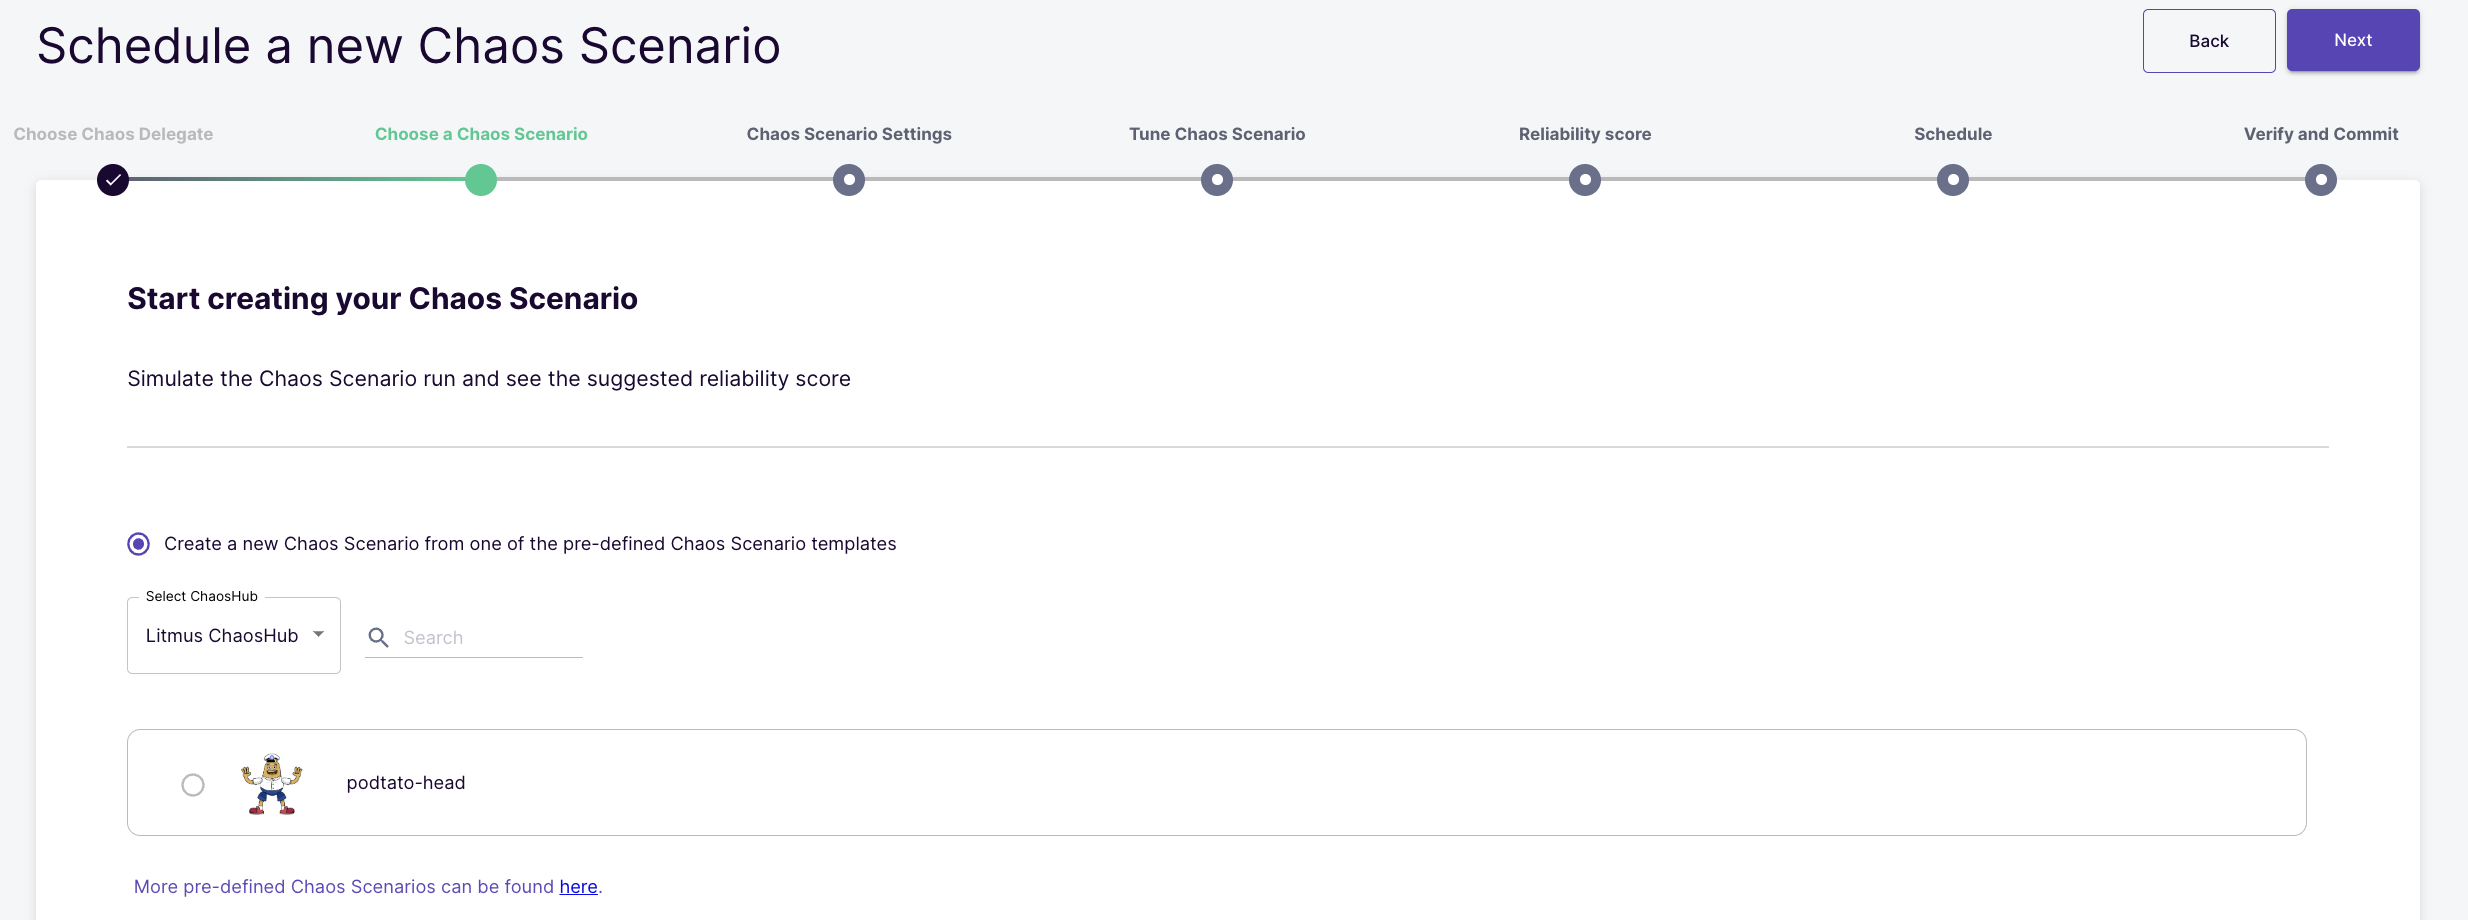 Schedule a new Chaos Scenario
Back
Next
Choose Chaos Delegate
Choose a Chaos Scenario
Chaos Scenario Settings
Tune Chaos Scenario
Reliability score
Schedule
Verify and Commit
Start creating your Chaos Scenario
Simulate the Chaos Scenario run and see the suggested reliability score
Create a new Chaos Scenario from one of the pre-defined Chaos Scenario templates
Select ChaosHub
Litmus ChaosHub
Search
podtato-head
More pre-defined Chaos Scenarios can be found here.